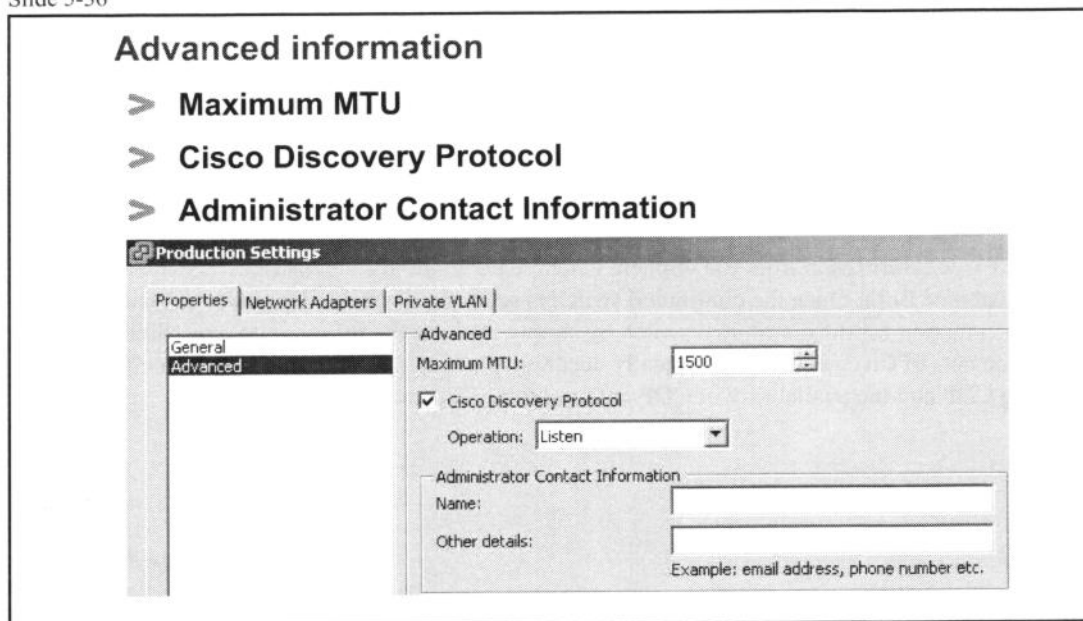 Advanced information
> Maximum MTU
> Cisco Discovery Protocol
> Administrator Contact Information
Production Settings
Properties Network Adapters Private VLAN
General
Advanced
Advanced
Maximum MTU: 1500
Cisco Discovery Protocol
Operation: Listen
Administrator Contact Information
Name:
Other details:
Example: email address, phone number etc.